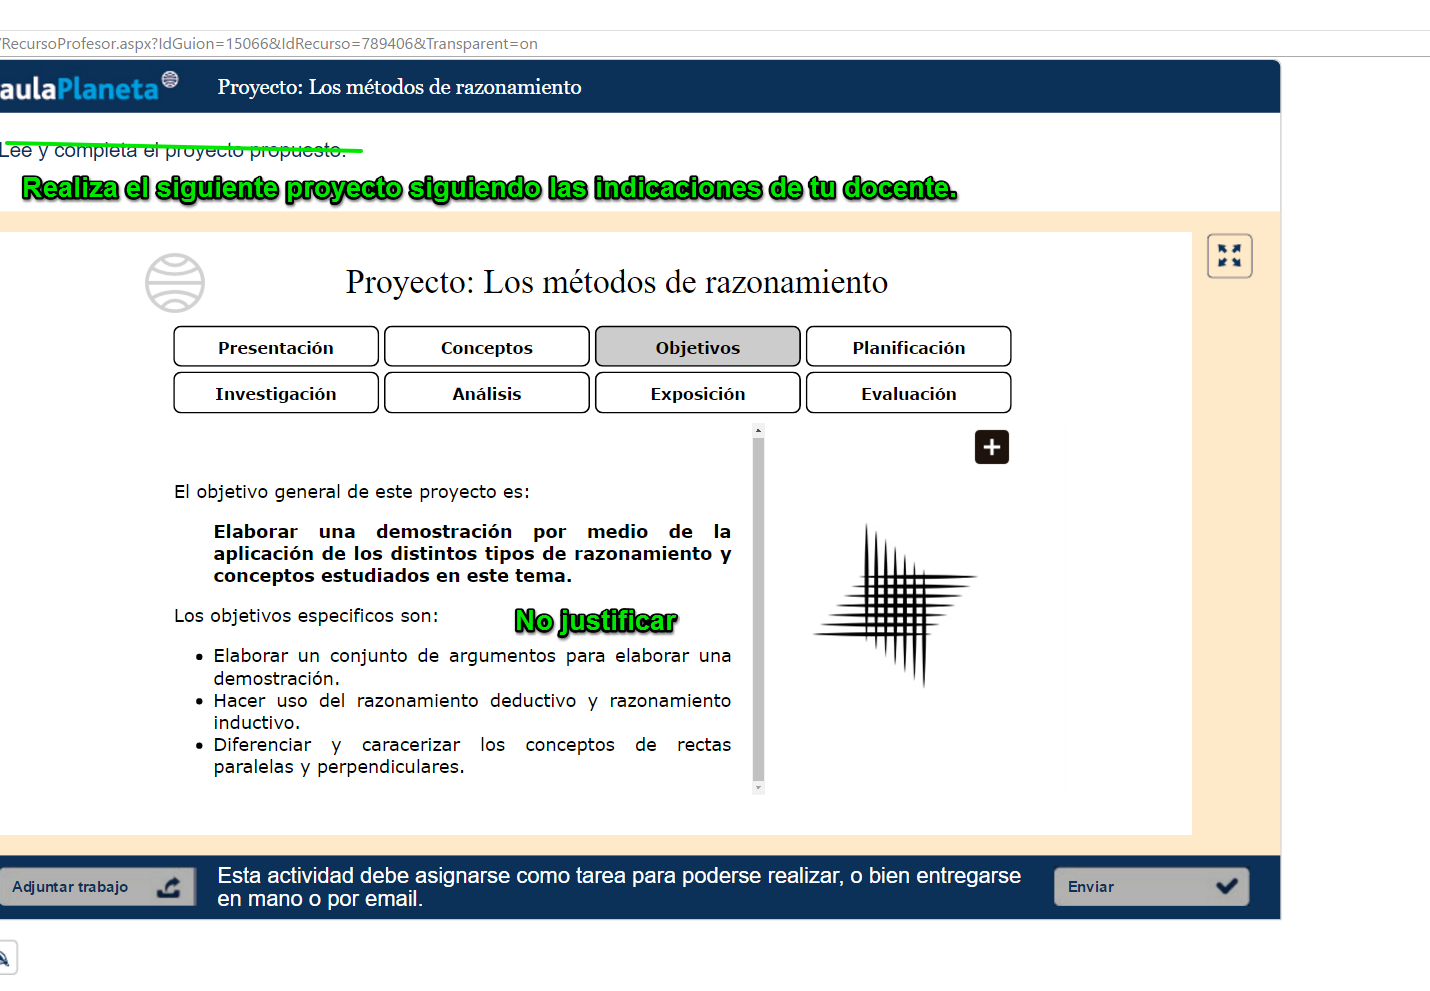 /RecursoProfesor.aspx?IdGuion=15066&IdRecurso=789406&Transparent=on
aulaPlaneta
Proyecto: Los métodos de razonamiento
Lee y completa el proyecto propuesto.
Realiza el siguiente proyecto siguiendo las indicaciones de tu docente.
Proyecto: Los métodos de razonamiento
Presentación
Conceptos
Objetivos
Planificación
Investigación
Análisis
Exposición
Evaluación
El objetivo general de este proyecto es:
Elaborar una demostración por medio de la
aplicación de los distintos tipos de razonamiento y
conceptos estudiados en este tema.
Los objetivos especificos son:
No justificar
• Elaborar un conjunto de argumentos para elaborar una
demostración.
• Hacer uso del razonamiento deductivo y razonamiento
inductivo.
• Diferenciar y caracerizar los conceptos de rectas
paralelas y perpendiculares.
Adjuntar trabajo
Esta actividad debe asignarse como tarea para poderse realizar, o bien entregarse
en mano o por email.
Enviar